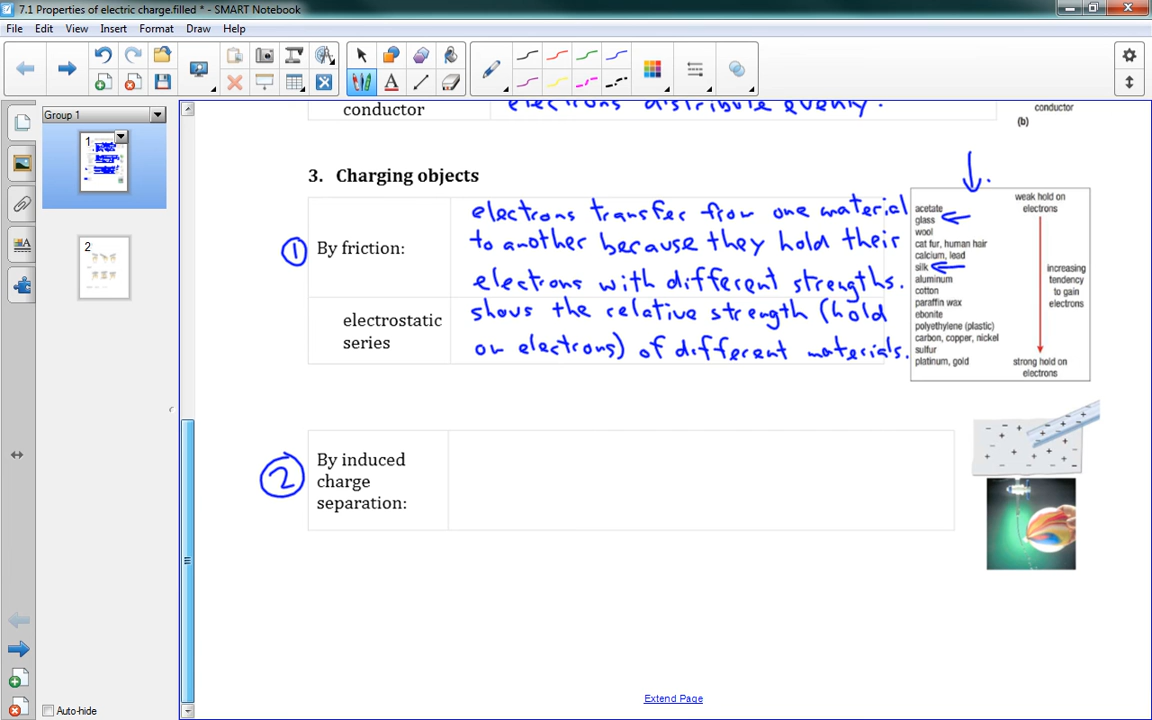 7.1 Properties of electric charge.filled * - SMART Notebook
File Edit View Insert Format Draw Help
Group 1
1
2
conductor
electrons distribute evenly.
conductor
(b)
3. Charging objects
① By friction:
electrons transfer from one material
to another because they hold their
electrons with different strengths.
electrostatic
series
shows the relative strength (hold
on electrons) of different materials.
acetate
glass
wool
cat fur, human hair
calcium, lead
silk
aluminum
cotton
paraffin wax
ebonite
polyethylene (plastic)
carbon, copper, nickel
sulfur
platinum, gold
weak hold on
electrons
increasing
tendency
to gain
electrons
strong hold on
electrons
② By induced
charge
separation:
Extend Page
Auto-hide